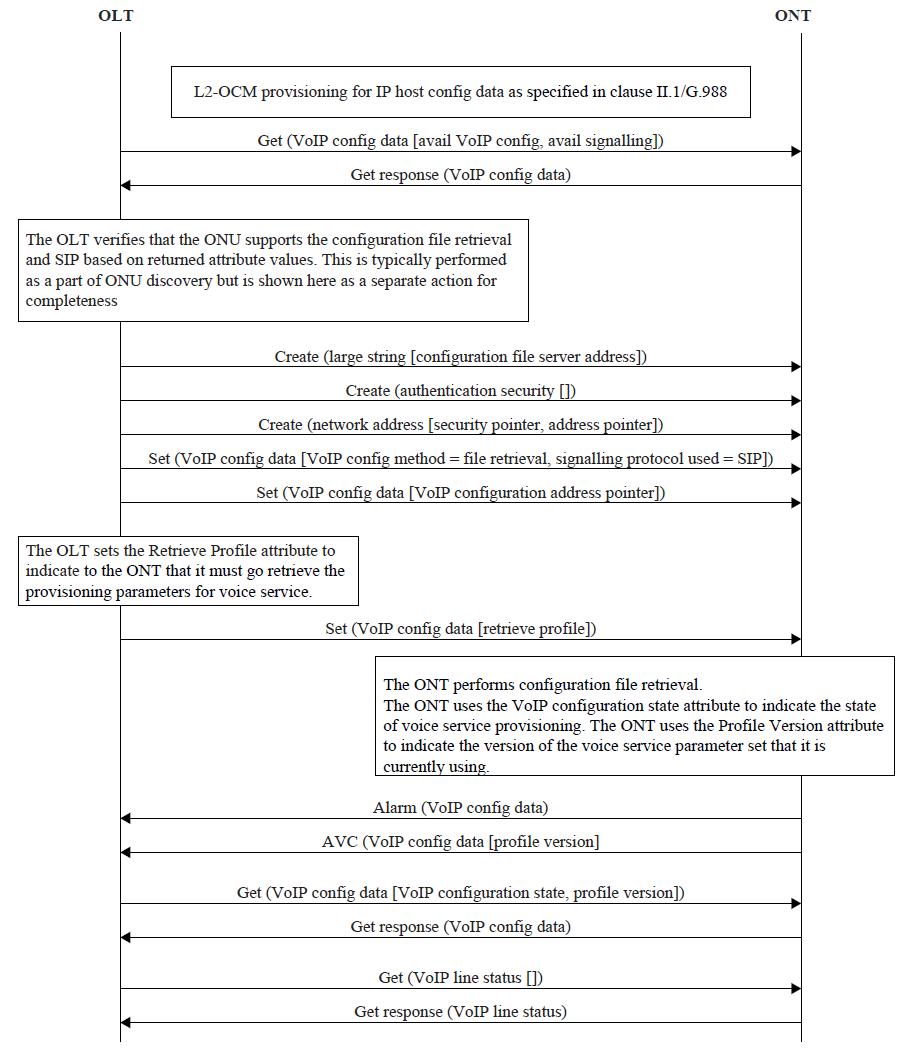 OLT
ONT
L2-OCM provisioning for IP host config data as specified in clause II.1/G.988
Get (VoIP config data [avail VoIP config, avail signalling])
Get response (VoIP config data)
The OLT verifies that the ONU supports the configuration file retrieval
and SIP based on returned attribute values. This is typically performed
as a part of ONU discovery but is shown here as a separate action for
completeness
Create (large string [configuration file server address])
Create (authentication security [])
Create (network address [security pointer, address pointer])
Set (VoIP config data [VoIP config method = file retrieval, signalling protocol used = SIP])
Set (VoIP config data [VoIP configuration address pointer])
The OLT sets the Retrieve Profile attribute to
indicate to the ONT that it must go retrieve the
provisioning parameters for voice service.
Set (VoIP config data [retrieve profile])
The ONT performs configuration file retrieval.
The ONT uses the VoIP configuration state attribute to indicate the state
of voice service provisioning. The ONT uses the Profile Version attribute
to indicate the version of the voice service parameter set that it is
currently using.
Alarm (VoIP config data)
AVC (VoIP config data [profile version]
Get (VoIP config data [VoIP configuration state, profile version])
Get response (VoIP config data)
Get (VoIP line status [])
Get response (VoIP line status)